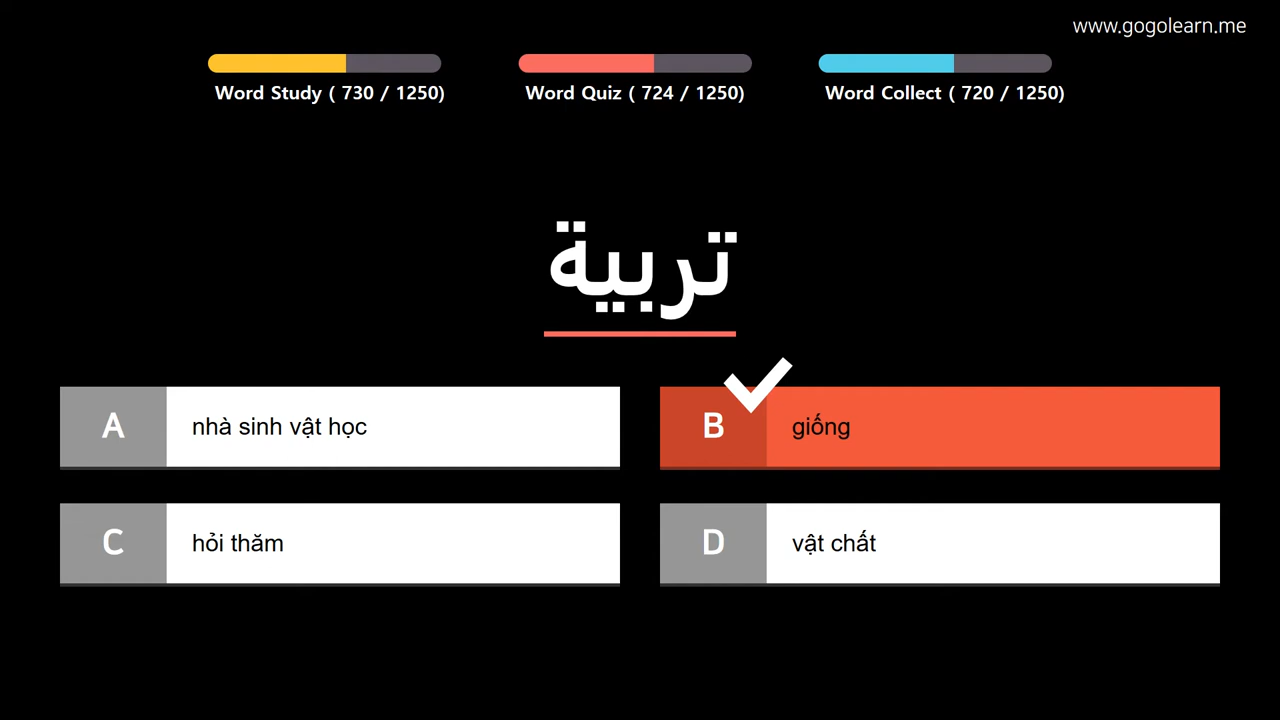 www.gogolearn.me
Word Study ( 730 / 1250)
Word Quiz ( 724 / 1250)
Word Collect ( 720 / 1250)
تربية
A nhà sinh vật học
B giống
C hỏi thăm
D vật chất